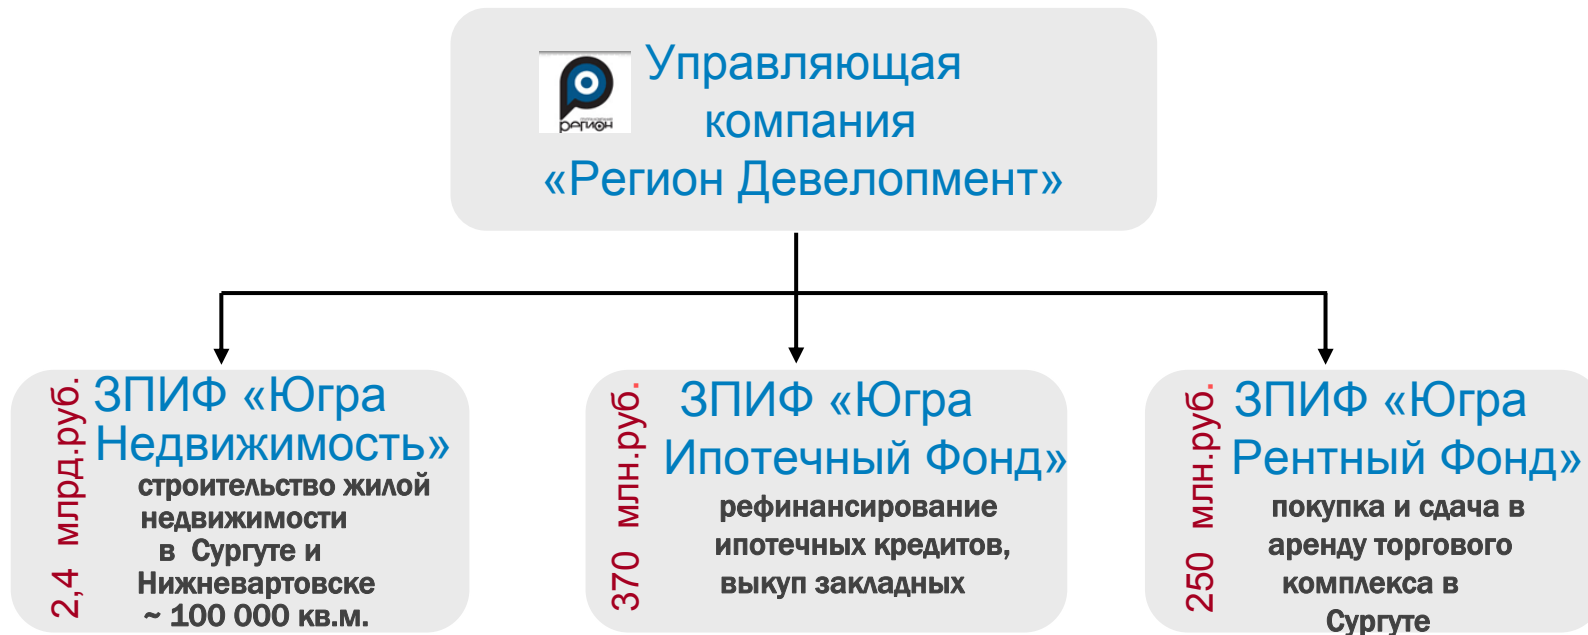 Управляющая
компания
«Регион Девелопмент»
регион
2,4 млрд.руб.
ЗПИФ «Югра
Недвижимость»
строительство жилой
недвижимости
в Сургуте и
Нижневартовске
~ 100 000 кв.м.
370 млн.руб.
ЗПИФ «Югра
Ипотечный Фонд»
рефинансирование
ипотечных кредитов,
выкуп закладных
250 млн.руб.
ЗПИФ «Югра
Рентный Фонд»
покупка и сдача в
аренду торгового
комплекса в
Сургуте